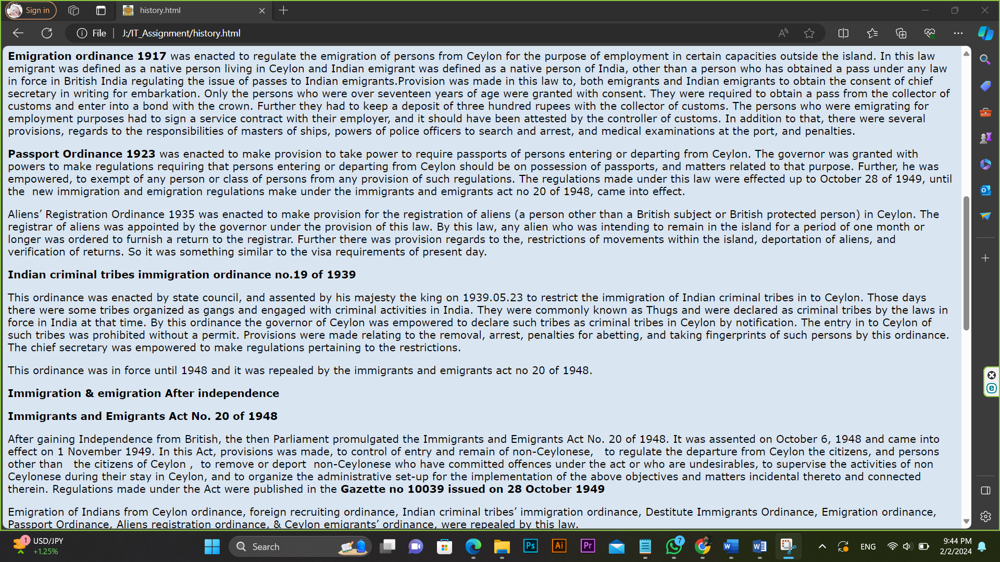 Sign in
history.html
File
J:/IT_Assignment/history.html
Emigration ordinance 1917 was enacted to regulate the emigration of persons from Ceylon for the purpose of employment in certain capacities outside the island. In this law
emigrant was defined as a native person living in Ceylon and Indian emigrant was defined as a native person of India, other than a person who has obtained a pass under any law
in force in British India regulating the issue of passes to Indian emigrants.Provision was made in this law to, both emigrants and Indian emigrants to obtain the consent of chief
secretary in writing for embarkation. Only the persons who were over seventeen years of age were granted with consent. They were required to obtain a pass from the collector of
customs and enter into a bond with the crown. Further they had to keep a deposit of three hundred rupees with the collector of customs. The persons who were emigrating for
employment purposes had to sign a service contract with their employer, and it should have been attested by the controller of customs. In addition to that, there were several
provisions, regards to the responsibilities of masters of ships, powers of police officers to search and arrest, and medical examinations at the port, and penalties.
Passport Ordinance 1923 was enacted to make provision to take power to require passports of persons entering or departing from Ceylon. The governor was granted with
powers to make regulations requiring that persons entering or departing from Ceylon should be on possession of passports, and matters related to that purpose. Further, he was
empowered, to exempt of any person or class of persons from any provision of such regulations. The regulations made under this law were effected up to October 28 of 1949, until
the  new immigration and emigration regulations make under the immigrants and emigrants act no 20 of 1948, came into effect.
Aliens’ Registration Ordinance 1935 was enacted to make provision for the registration of aliens (a person other than a British subject or British protected person) in Ceylon. The
registrar of aliens was appointed by the governor under the provision of this law. By this law, any alien who was intending to remain in the island for a period of one month or
longer was ordered to furnish a return to the registrar. Further there was provision regards to the, restrictions of movements within the island, deportation of aliens, and
verification of returns. So it was something similar to the visa requirements of present day.
Indian criminal tribes immigration ordinance no.19 of 1939
This ordinance was enacted by state council, and assented by his majesty the king on 1939.05.23 to restrict the immigration of Indian criminal tribes in to Ceylon. Those days
there were some tribes organized as gangs and engaged with criminal activities in India. They were commonly known as Thugs and were declared as criminal tribes by the laws in
force in India at that time. By this ordinance the governor of Ceylon was empowered to declare such tribes as criminal tribes in Ceylon by notification. The entry in to Ceylon of
such tribes was prohibited without a permit. Provisions were made relating to the removal, arrest, penalties for abetting, and taking fingerprints of such persons by this ordinance.
The chief secretary was empowered to make regulations pertaining to the restrictions.
This ordinance was in force until 1948 and it was repealed by the immigrants and emigrants act no 20 of 1948.
Immigration & emigration After independence
Immigrants and Emigrants Act No. 20 of 1948
After gaining Independence from British, the then Parliament promulgated the Immigrants and Emigrants Act No. 20 of 1948. It was assented on October 6, 1948 and came into
effect on 1 November 1949. In this Act, provisions was made, to control of entry and remain of non-Ceylonese,   to regulate the departure from Ceylon the citizens, and persons
other than   the citizens of Ceylon ,  to remove or deport  non-Ceylonese who have committed offences under the act or who are undesirables, to supervise the activities of non
Ceylonese during their stay in Ceylon, and to organize the administrative set-up for the implementation of the above objectives and matters incidental thereto and connected
therein. Regulations made under the Act were published in the Gazette no 10039 issued on 28 October 1949
Emigration of Indians from Ceylon ordinance, foreign recruiting ordinance, Indian criminal tribes’ immigration ordinance, Destitute Immigrants Ordinance, Emigration ordinance,
Passport Ordinance, Aliens registration ordinance, & Ceylon emigrants’ ordinance, were repealed by this law.
1
USD/JPY
+1.25%
Search
Ps
Ai
Pr
7
ENG
9:44 PM
2/2/2024